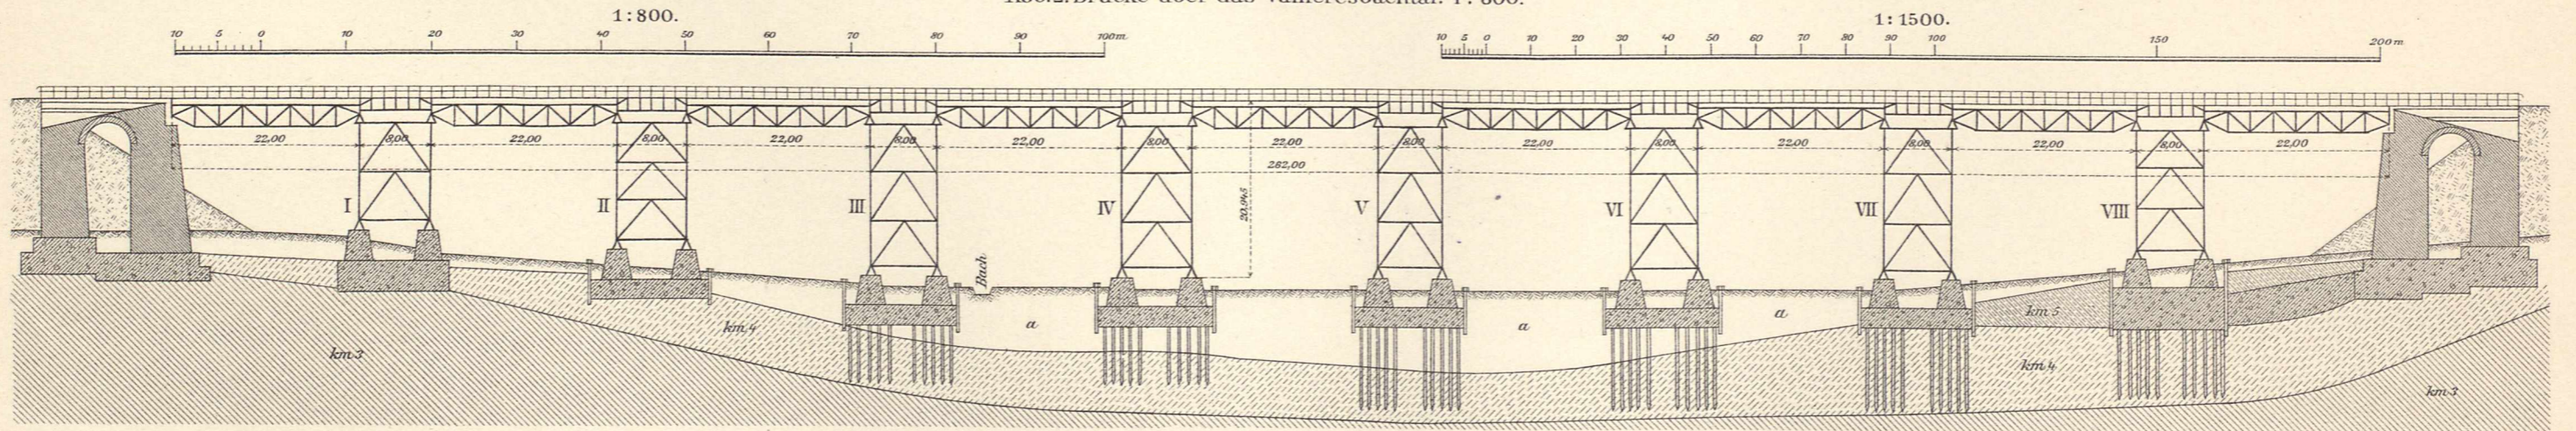 1:800.
1:1500.
10 5 0 10 20 30 40 50 60 70 80 90 100m
10 5 0 10 20 30 40 50 60 70 80 90 100 150 200m
22,00 8,00 22,00 8,00 22,00 8,00 22,00 8,00 22,00 8,00 22,00 8,00 22,00 8,00 22,00 8,00 22,00
262,00
20,945
I II III IV V VI VII VIII
Bach
km 3 km 4 a a a km 5 km 4 km 3